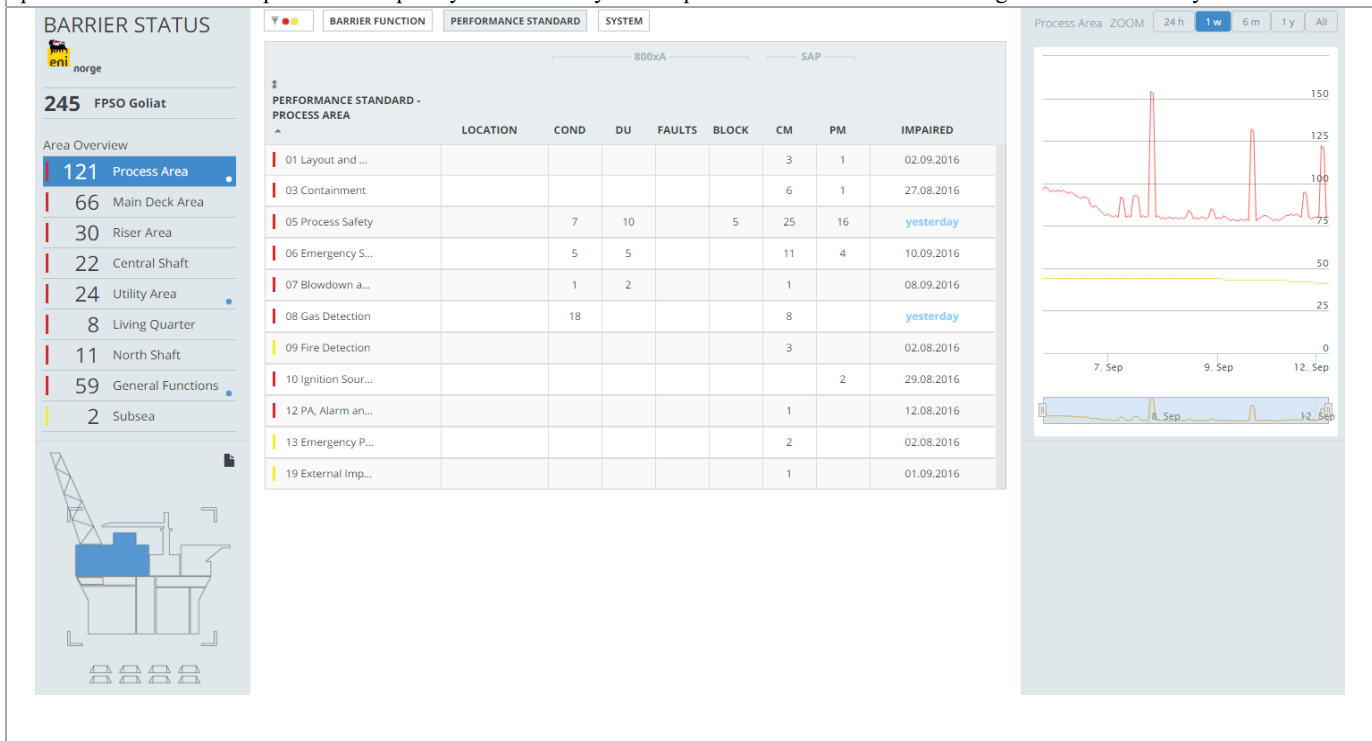 BARRIER STATUS
eni norge
245 FPSO Goliat
Area Overview
121 Process Area
66 Main Deck Area
30 Riser Area
22 Central Shaft
24 Utility Area
8 Living Quarter
11 North Shaft
59 General Functions
2 Subsea
BARRIER FUNCTION PERFORMANCE STANDARD SYSTEM
800xA SAP
PERFORMANCE STANDARD -
PROCESS AREA
LOCATION COND DU FAULTS BLOCK CM PM IMPAIRED
01 Layout and ... 3 1 02.09.2016
03 Containment 6 1 27.08.2016
05 Process Safety 7 10 5 25 16 yesterday
06 Emergency S... 5 5 11 4 10.09.2016
07 Blowdown a... 1 2 1 08.09.2016
08 Gas Detection 18 8 yesterday
09 Fire Detection 3 02.08.2016
10 Ignition Sour... 2 29.08.2016
12 PA, Alarm an... 1 12.08.2016
13 Emergency P... 2 02.08.2016
19 External Imp... 1 01.09.2016
Process Area ZOOM 24 h 1 w 6 m 1 y All
150
125
100
75
50
25
0
7. Sep 9. Sep 12. Sep
8. Sep 12. Sep